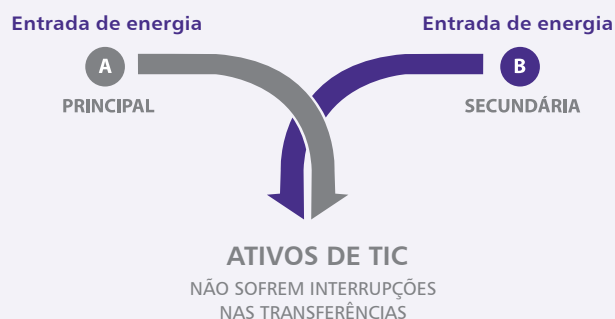 Entrada de energia
A
PRINCIPAL
Entrada de energia
B
SECUNDÁRIA
ATIVOS DE TIC
NÃO SOFREM INTERRUPÇÕES
NAS TRANSFERÊNCIAS